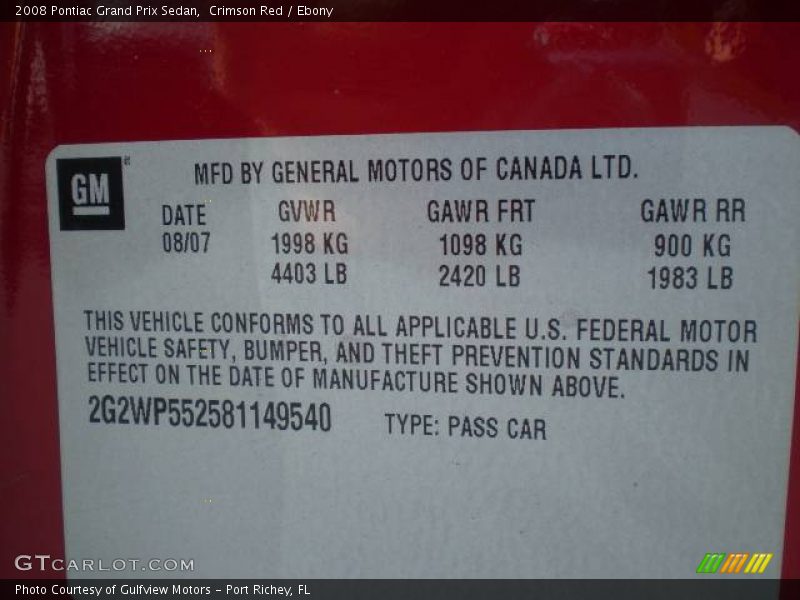 2008 Pontiac Grand Prix Sedan,  Crimson Red / Ebony
GM
MFD BY GENERAL MOTORS OF CANADA LTD.
DATE GVWR GAWR FRT GAWR RR
08/07 1998 KG 1098 KG 900 KG
4403 LB 2420 LB 1983 LB
THIS VEHICLE CONFORMS TO ALL APPLICABLE U.S. FEDERAL MOTOR
VEHICLE SAFETY, BUMPER, AND THEFT PREVENTION STANDARDS IN
EFFECT ON THE DATE OF MANUFACTURE SHOWN ABOVE.
2G2WP552581149540 TYPE: PASS CAR
GTCARLOT.COM
Photo Courtesy of Gulfview Motors – Port Richey, FL